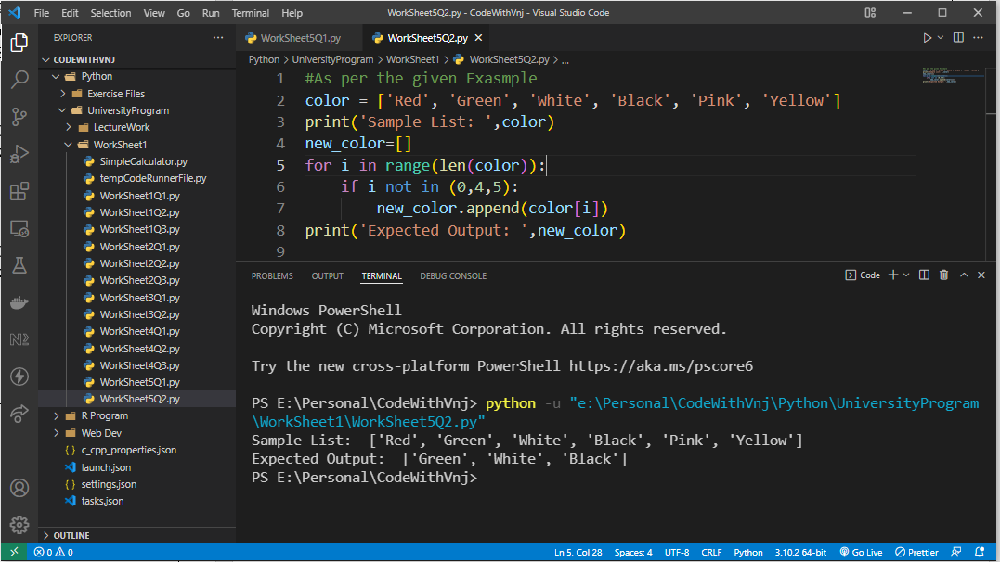 File Edit Selection View Go Run Terminal Help WorkSheet5Q2.py - CodeWithVnj - Visual Studio Code
EXPLORER ...
CODEWITHVNJ
Python
Exercise Files
UniversityProgram
LectureWork
WorkSheet1
SimpleCalculator.py
tempCodeRunnerFile.py
WorkSheet1Q1.py
WorkSheet1Q2.py
WorkSheet1Q3.py
WorkSheet2Q1.py
WorkSheet2Q2.py
WorkSheet2Q3.py
WorkSheet3Q1.py
WorkSheet3Q2.py
WorkSheet4Q1.py
WorkSheet4Q2.py
WorkSheet4Q3.py
WorkSheet5Q1.py
WorkSheet5Q2.py
R Program
Web Dev
{ } c_cpp_properties.json
launch.json
{ } settings.json
tasks.json
OUTLINE
WorkSheet5Q1.py WorkSheet5Q2.py
Python > UniversityProgram > WorkSheet1 > WorkSheet5Q2.py > ...
1 #As per the given Exasmple
2 color = ['Red', 'Green', 'White', 'Black', 'Pink', 'Yellow']
3 print('Sample List: ',color)
4 new_color=[]
5 for i in range(len(color)):
6 if i not in (0,4,5):
7 new_color.append(color[i])
8 print('Expected Output: ',new_color)
9
PROBLEMS OUTPUT TERMINAL DEBUG CONSOLE Code
Windows PowerShell
Copyright (C) Microsoft Corporation. All rights reserved.
Try the new cross-platform PowerShell https://aka.ms/pscore6
PS E:\Personal\CodeWithVnj> python -u "e:\Personal\CodeWithVnj\Python\UniversityProgram
\WorkSheet1\WorkSheet5Q2.py"
Sample List:  ['Red', 'Green', 'White', 'Black', 'Pink', 'Yellow']
Expected Output:  ['Green', 'White', 'Black']
PS E:\Personal\CodeWithVnj>
0 0 Ln 5, Col 28 Spaces: 4 UTF-8 CRLF Python 3.10.2 64-bit Go Live Prettier